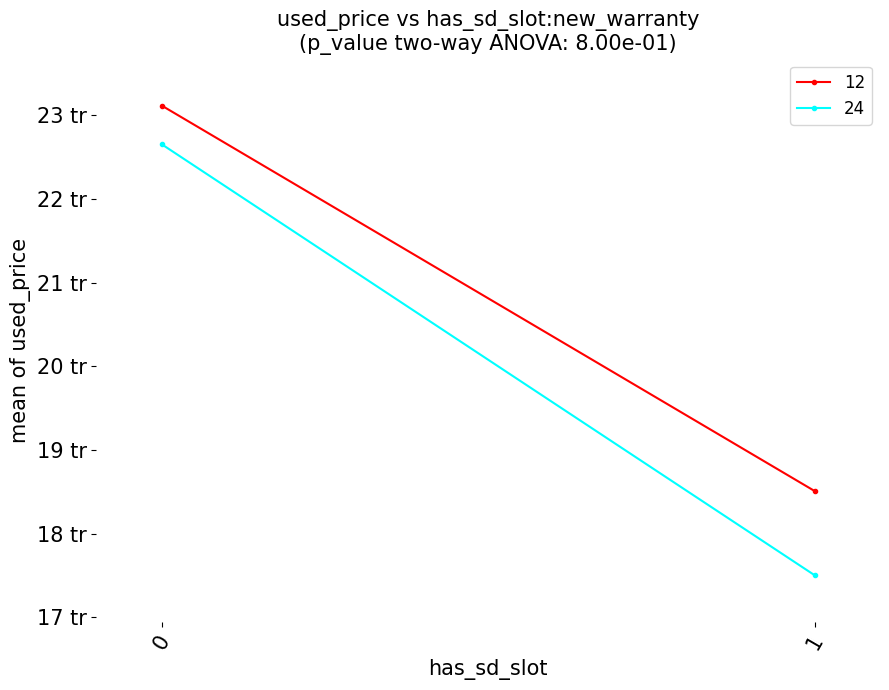 used_price vs has_sd_slot:new_warranty
(p_value two-way ANOVA: 8.00e-01)
12
24
23 tr
22 tr
21 tr
20 tr
19 tr
18 tr
17 tr
mean of used_price
0
1
has_sd_slot